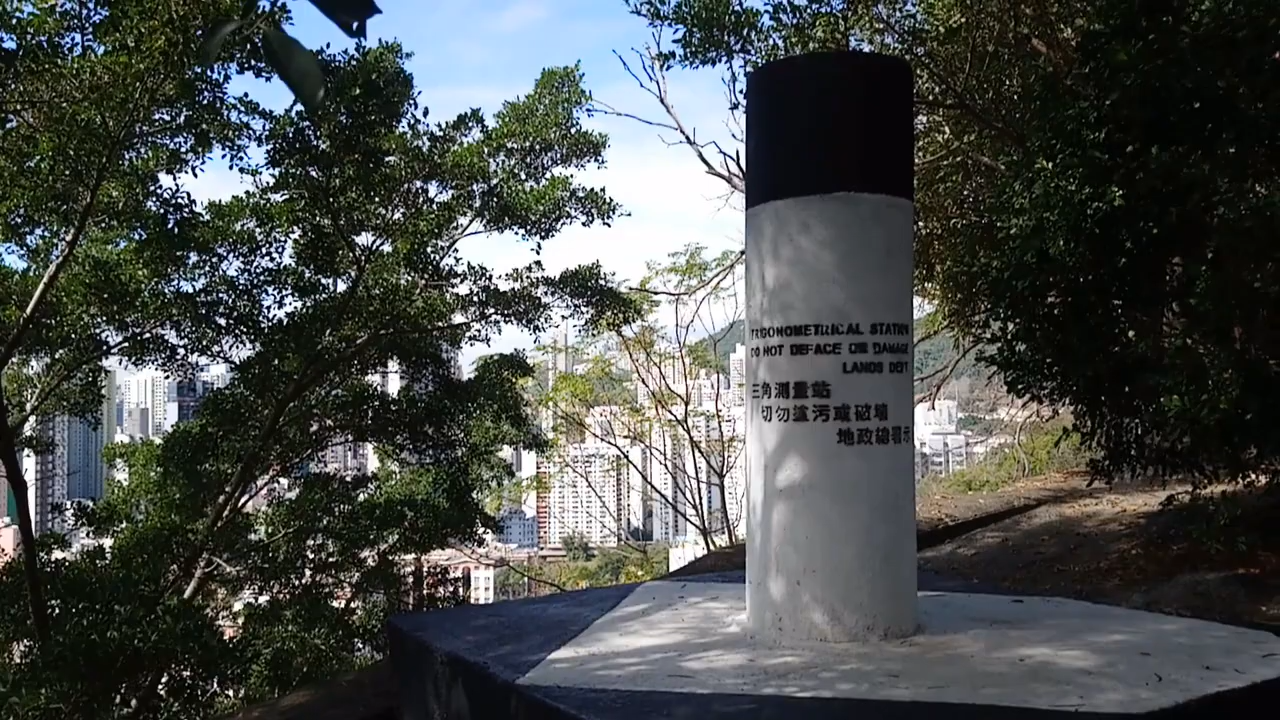 TRIGONOMETRICAL STATION
DO NOT DEFACE OR DAMAGE
LANDS DEPT
三角測量站
切勿塗污或破壞
地政總署示